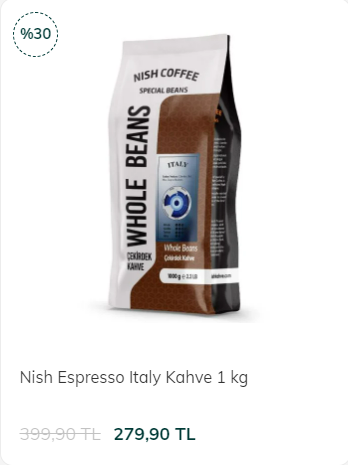 %30
NISH COFFEE
SPECIAL BEANS
WHOLE BEANS
ÇEKİRDEK
KAHVE
ITALY
Whole Beans
Çekirdek Kahve
1000 g
Nish Espresso Italy Kahve 1 kg
399,90 TL 279,90 TL